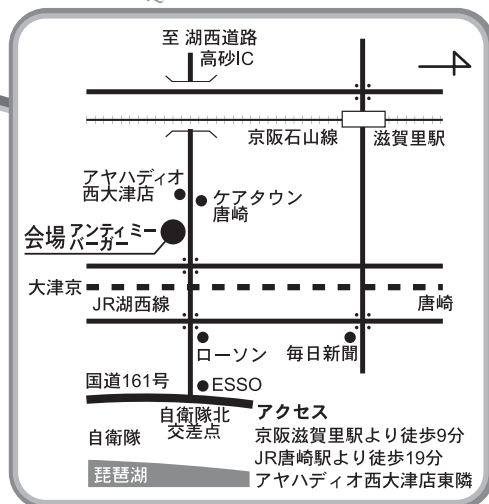 至 湖西道路
高砂IC
京阪石山線
滋賀里駅
アヤハディオ
西大津店
ケアタウン
唐崎
会場 アンティミー
バーガー
大津京
JR湖西線
唐崎
ローソン
毎日新聞
国道161号
ESSO
自衛隊北
交差点
自衛隊
琵琶湖
アクセス
京阪滋賀里駅より徒歩9分
JR唐崎駅より徒歩19分
アヤハディオ西大津店東隣